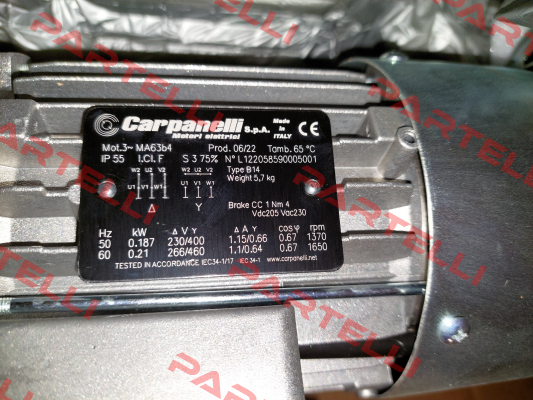 Carpanelli S.p.A.
Motori elettrici
Made in ITALY
CE
Mot.3~ MA63b4 Prod. 06/22 Tamb. 65 °C
IP 55 I.Cl. F S 3 75% N° L122058590005001
W2 U2 V2 W2 U2 V2 Type B14
Weight 5,7 kg
U1 V1 W1 U1 V1 W1
Δ Y
Brake CC 1 Nm 4
Vdc205 Vac230
Hz kW Δ V Y Δ A Y cosφ rpm
50 0.187 230/400 1.15/0.66 0.67 1370
60 0.21 266/460 1.1/0.64 0.67 1650
TESTED IN ACCORDANCE IEC34-1/17 IEC 34-1 www.carpanelli.net
PARTELLI
PARTELLI
PARTELLI
PARTELLI
PARTELLI
PARTELLI